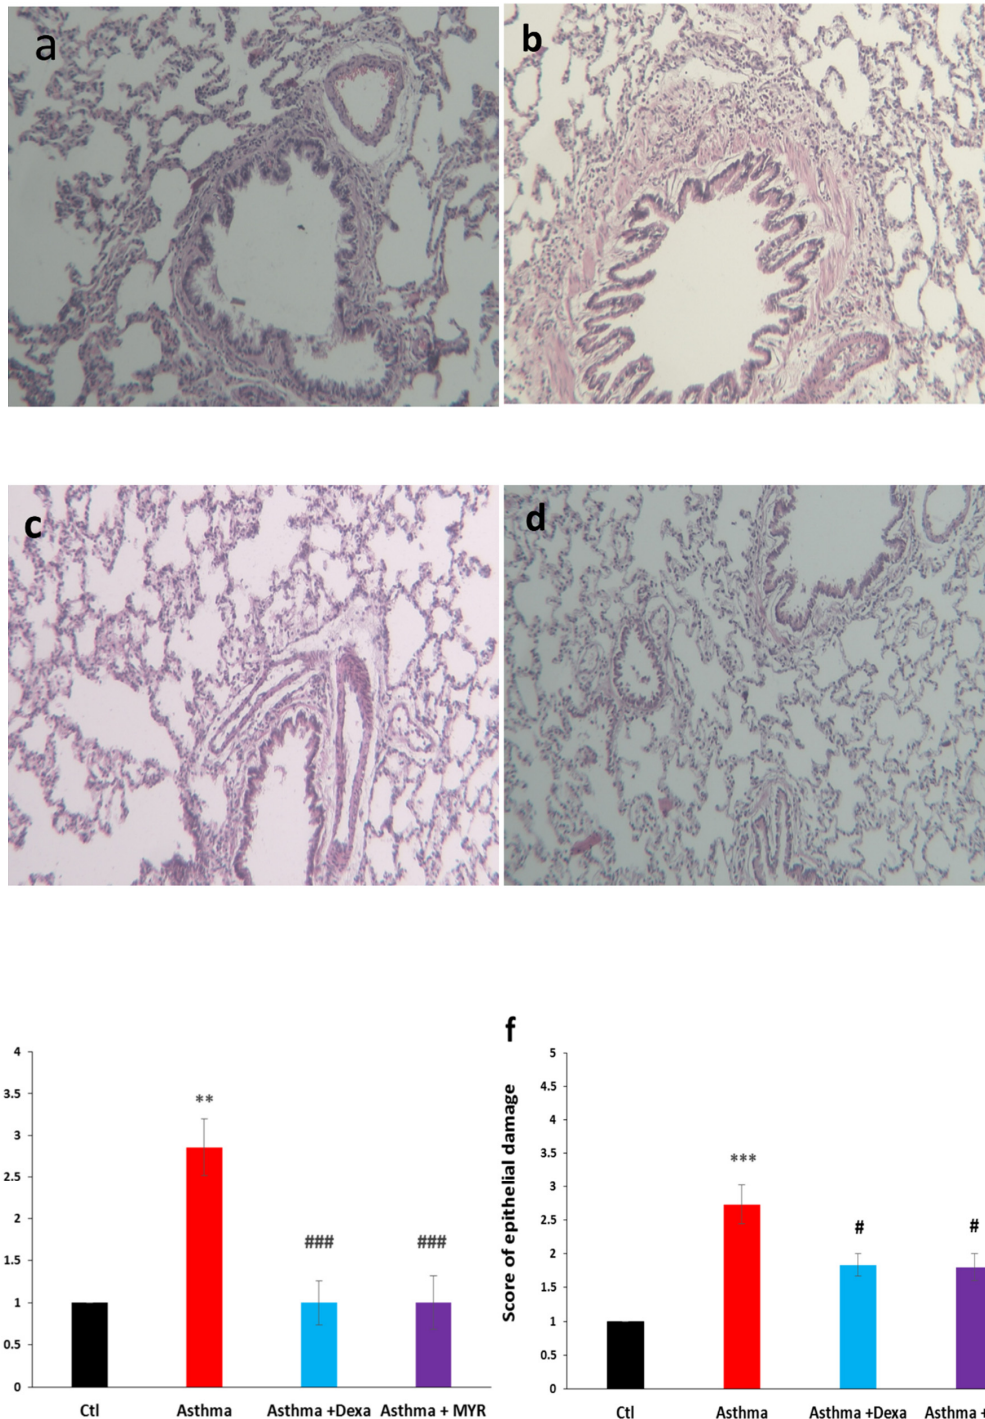 a
b
c
d
4
3.5
3
2.5
2
1.5
1
0.5
0
**
###
###
Ctl
Asthma
Asthma +Dexa
Asthma + MYR
f
Score of epithelial damage
5
4.5
4
3.5
3
2.5
2
1.5
1
0.5
0
***
#
#
Ctl
Asthma
Asthma +Dexa
Asthma +